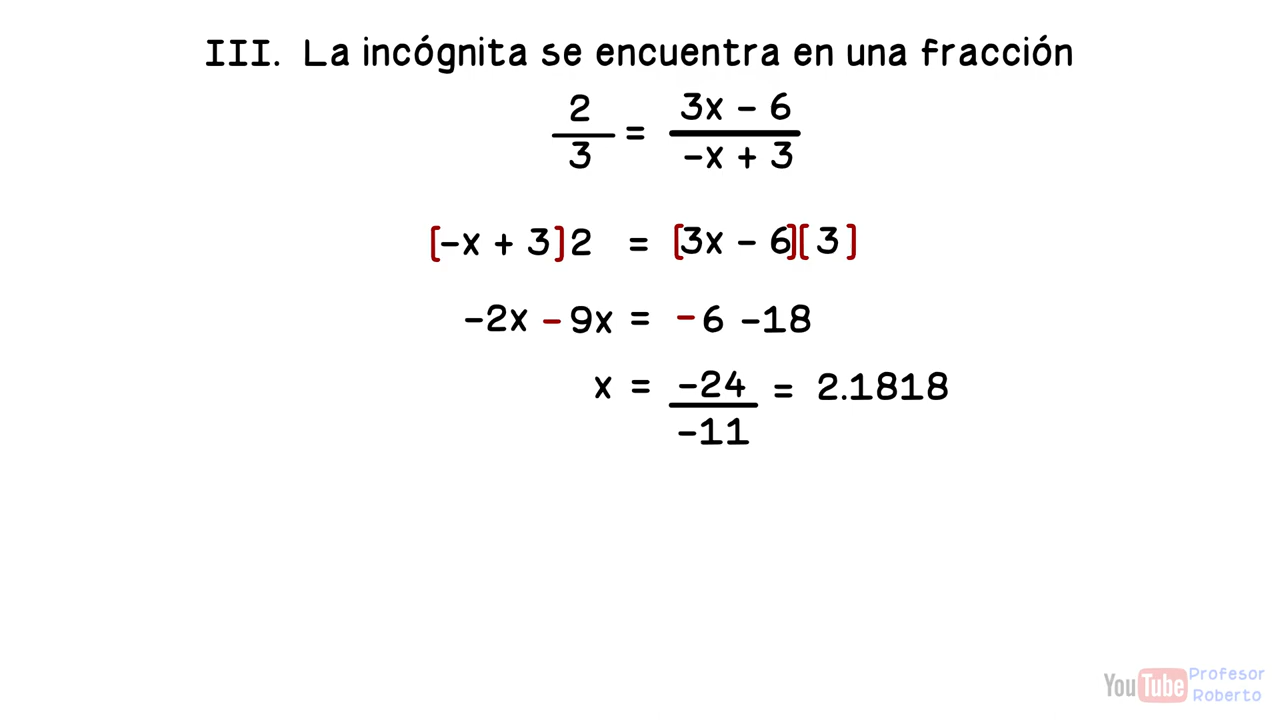 III. La incógnita se encuentra en una fracción
2/3 = (3x - 6)/(-x + 3)
[-x + 3]2 = [3x - 6][3]
-2x - 9x = -6 -18
x = -24/-11 = 2.1818
YouTube Profesor Roberto